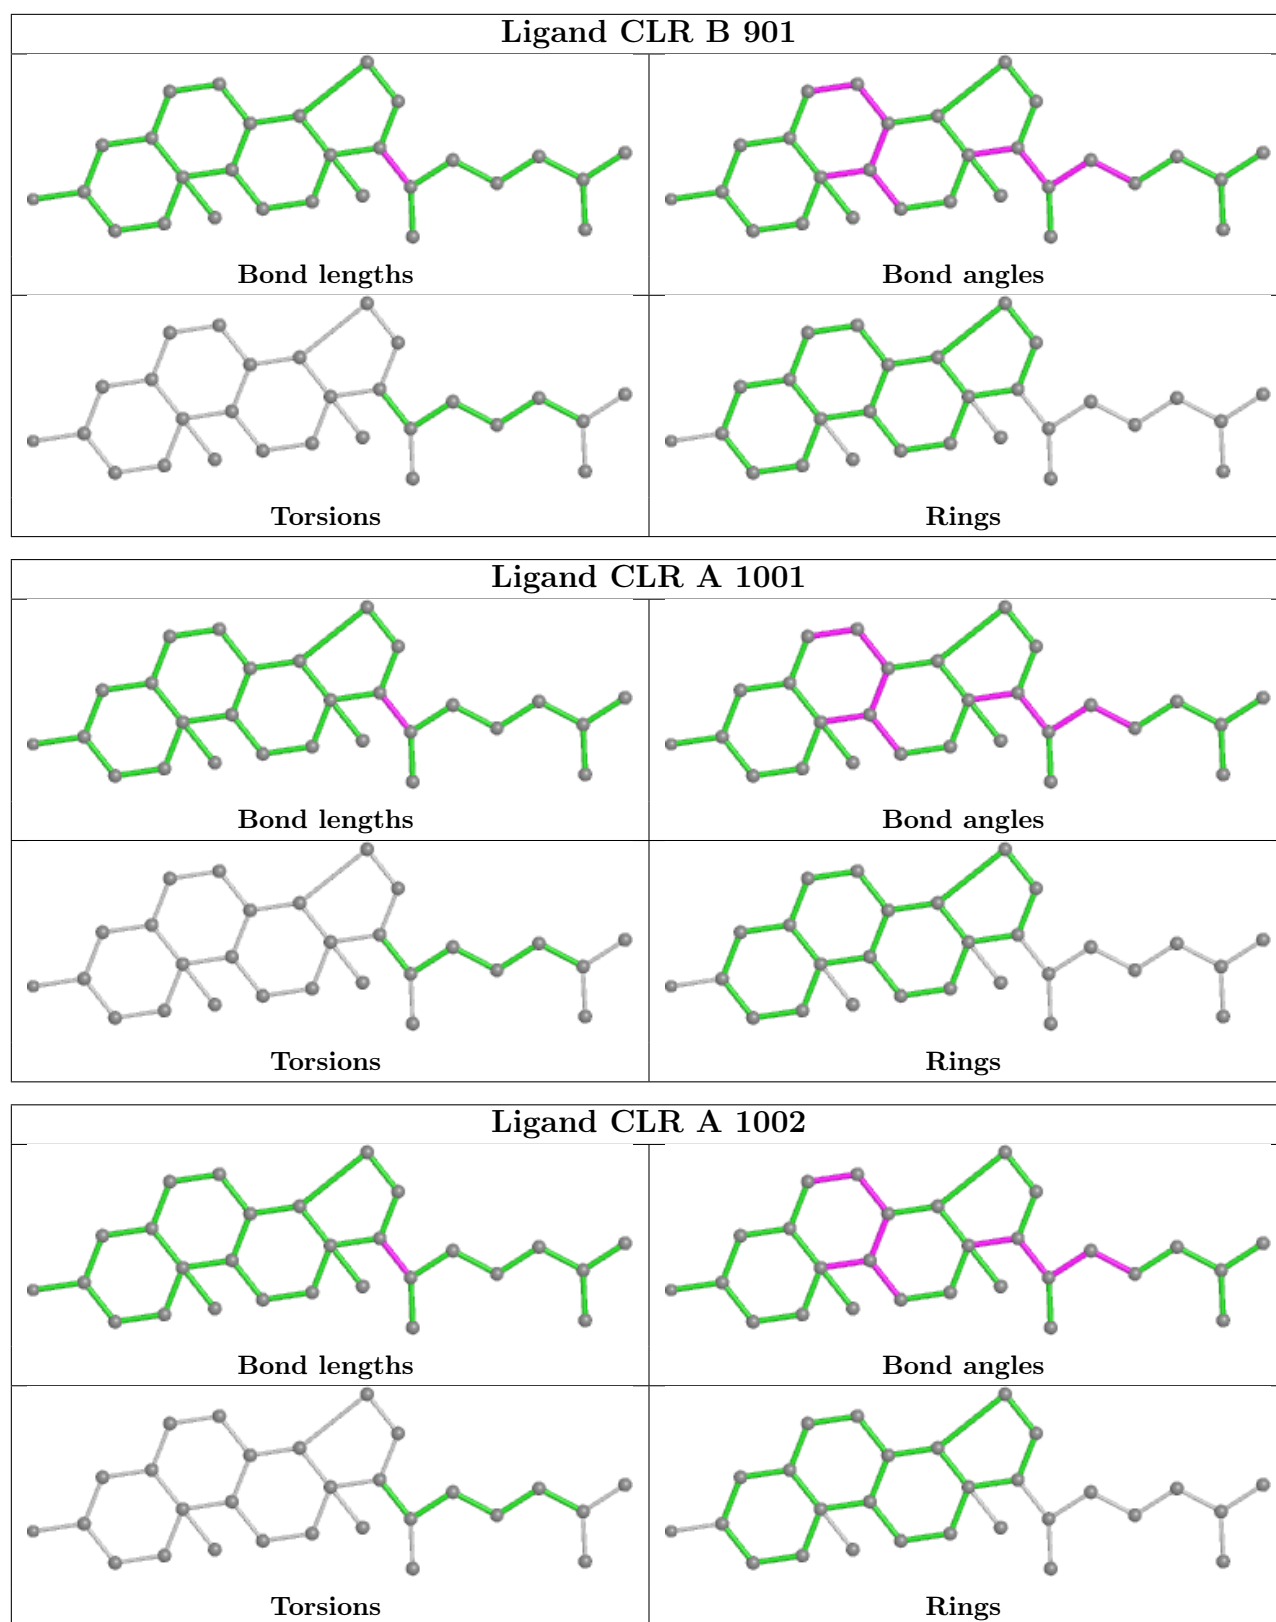 Ligand CLR B 901
Bond lengths
Bond angles
Torsions
Rings
Ligand CLR A 1001
Bond lengths
Bond angles
Torsions
Rings
Ligand CLR A 1002
Bond lengths
Bond angles
Torsions
Rings